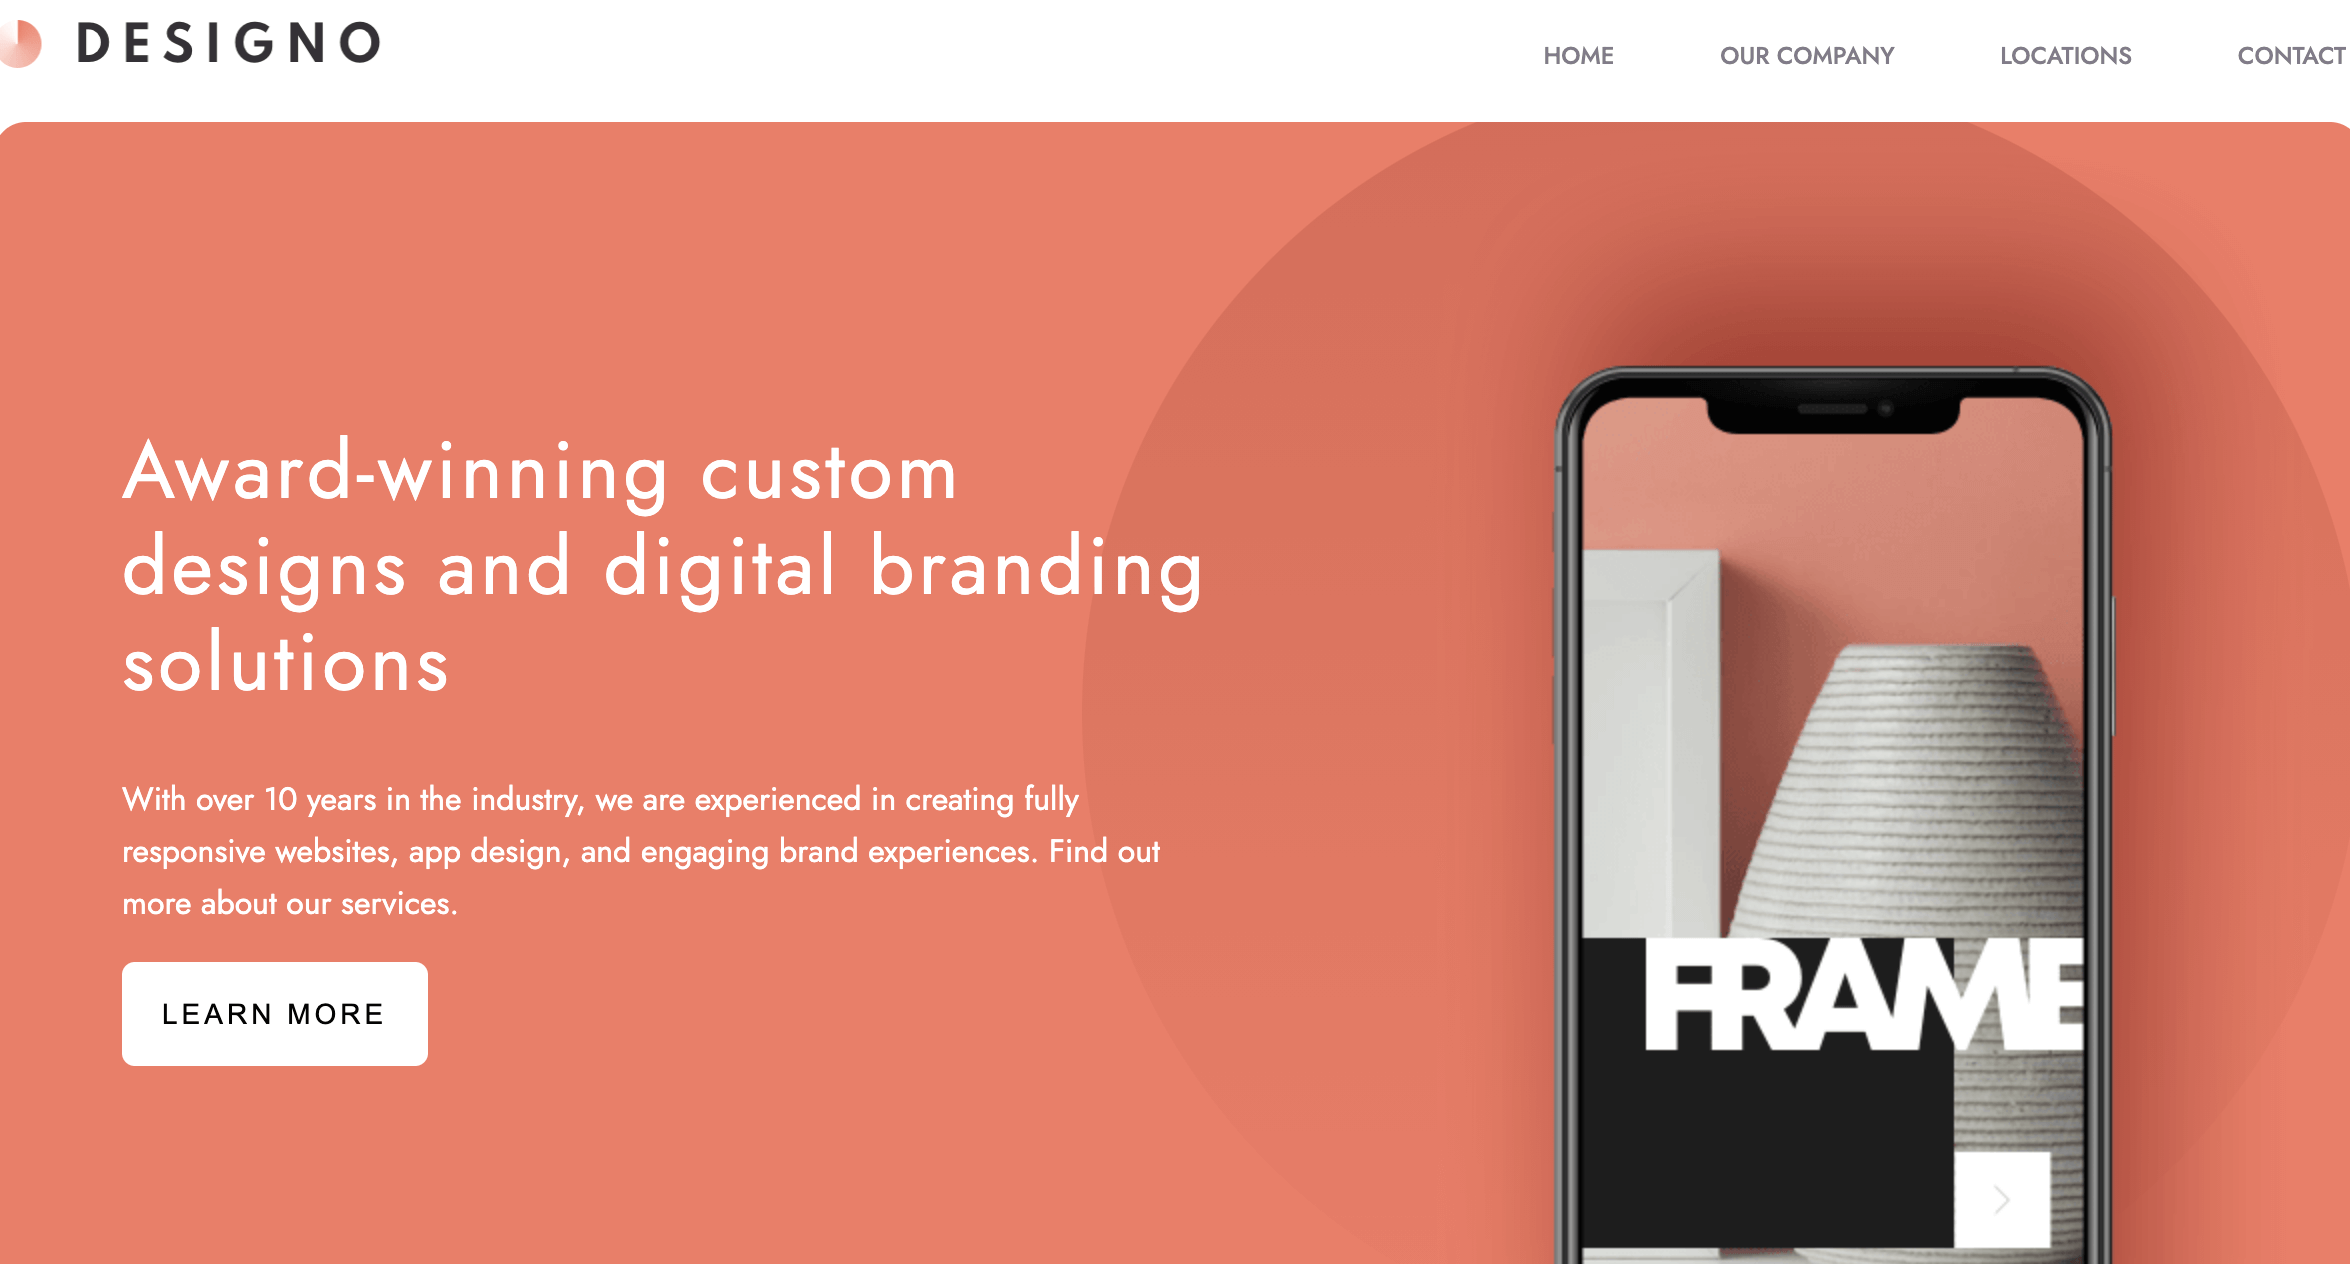 DESIGNO
HOME OUR COMPANY LOCATIONS CONTACT
Award-winning custom
designs and digital branding
solutions
With over 10 years in the industry, we are experienced in creating fully
responsive websites, app design, and engaging brand experiences. Find out
more about our services.
LEARN MORE
FRAME